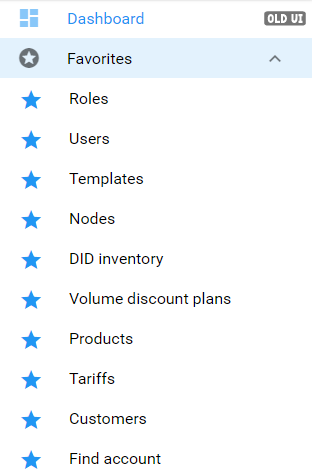 Dashboard OLD UI
Favorites
Roles
Users
Templates
Nodes
DID inventory
Volume discount plans
Products
Tariffs
Customers
Find account